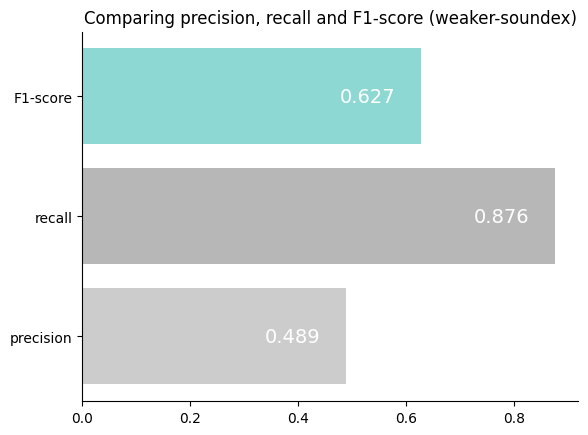 Comparing precision, recall and F1-score (weaker-soundex)
F1-score
0.627
recall
0.876
precision
0.489
0.0 0.2 0.4 0.6 0.8